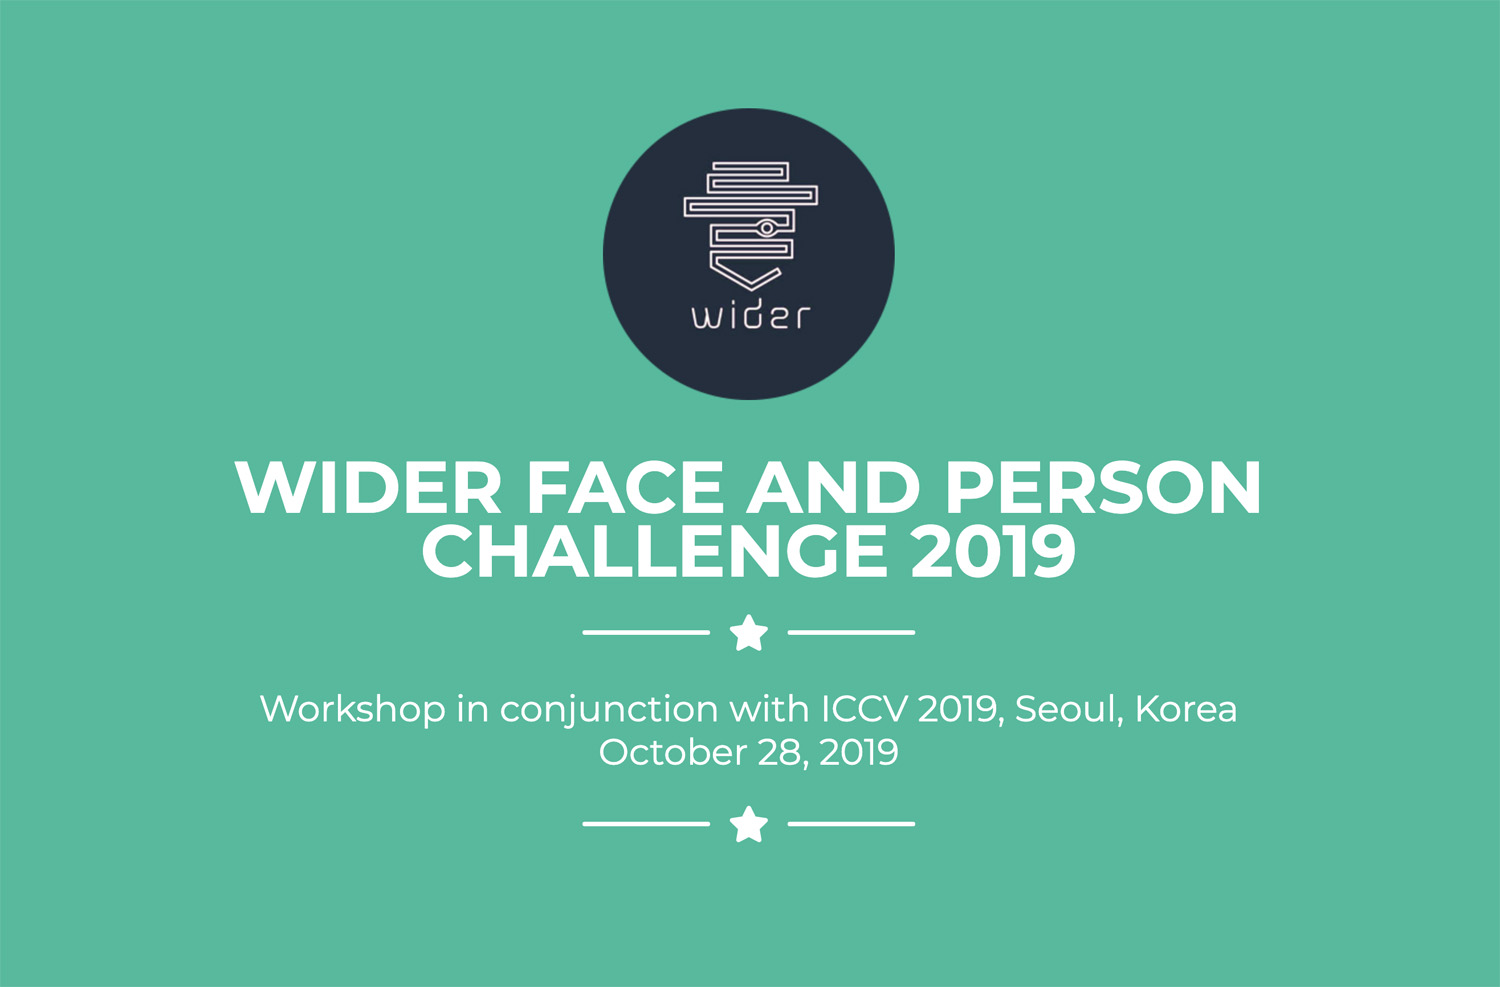 wider
WIDER FACE AND PERSON
CHALLENGE 2019
Workshop in conjunction with ICCV 2019, Seoul, Korea
October 28, 2019